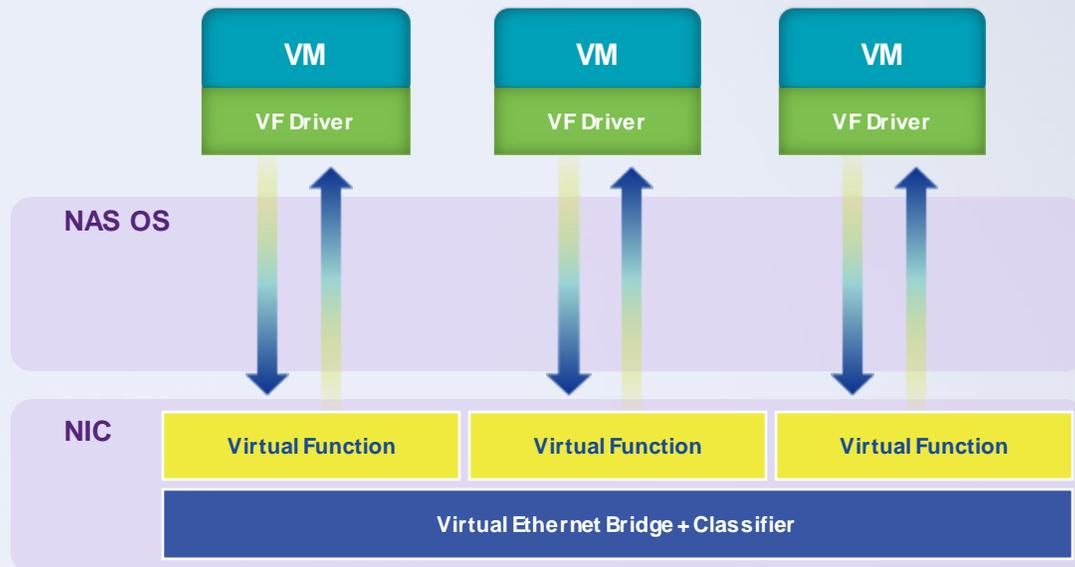 VM
VM
VM
VF Driver
VF Driver
VF Driver
NAS OS
NIC
Virtual Function
Virtual Function
Virtual Function
Virtual Ethernet Bridge + Classifier